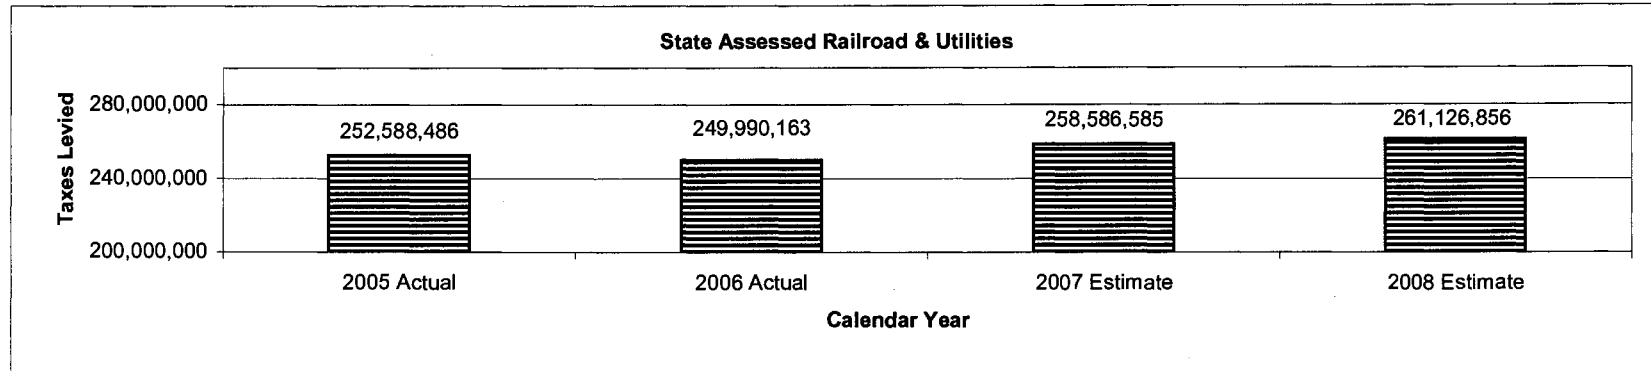 State Assessed Railroad & Utilities
Taxes Levied
280,000,000
240,000,000
200,000,000
252,588,486
249,990,163
258,586,585
261,126,856
2005 Actual
2006 Actual
2007 Estimate
2008 Estimate
Calendar Year